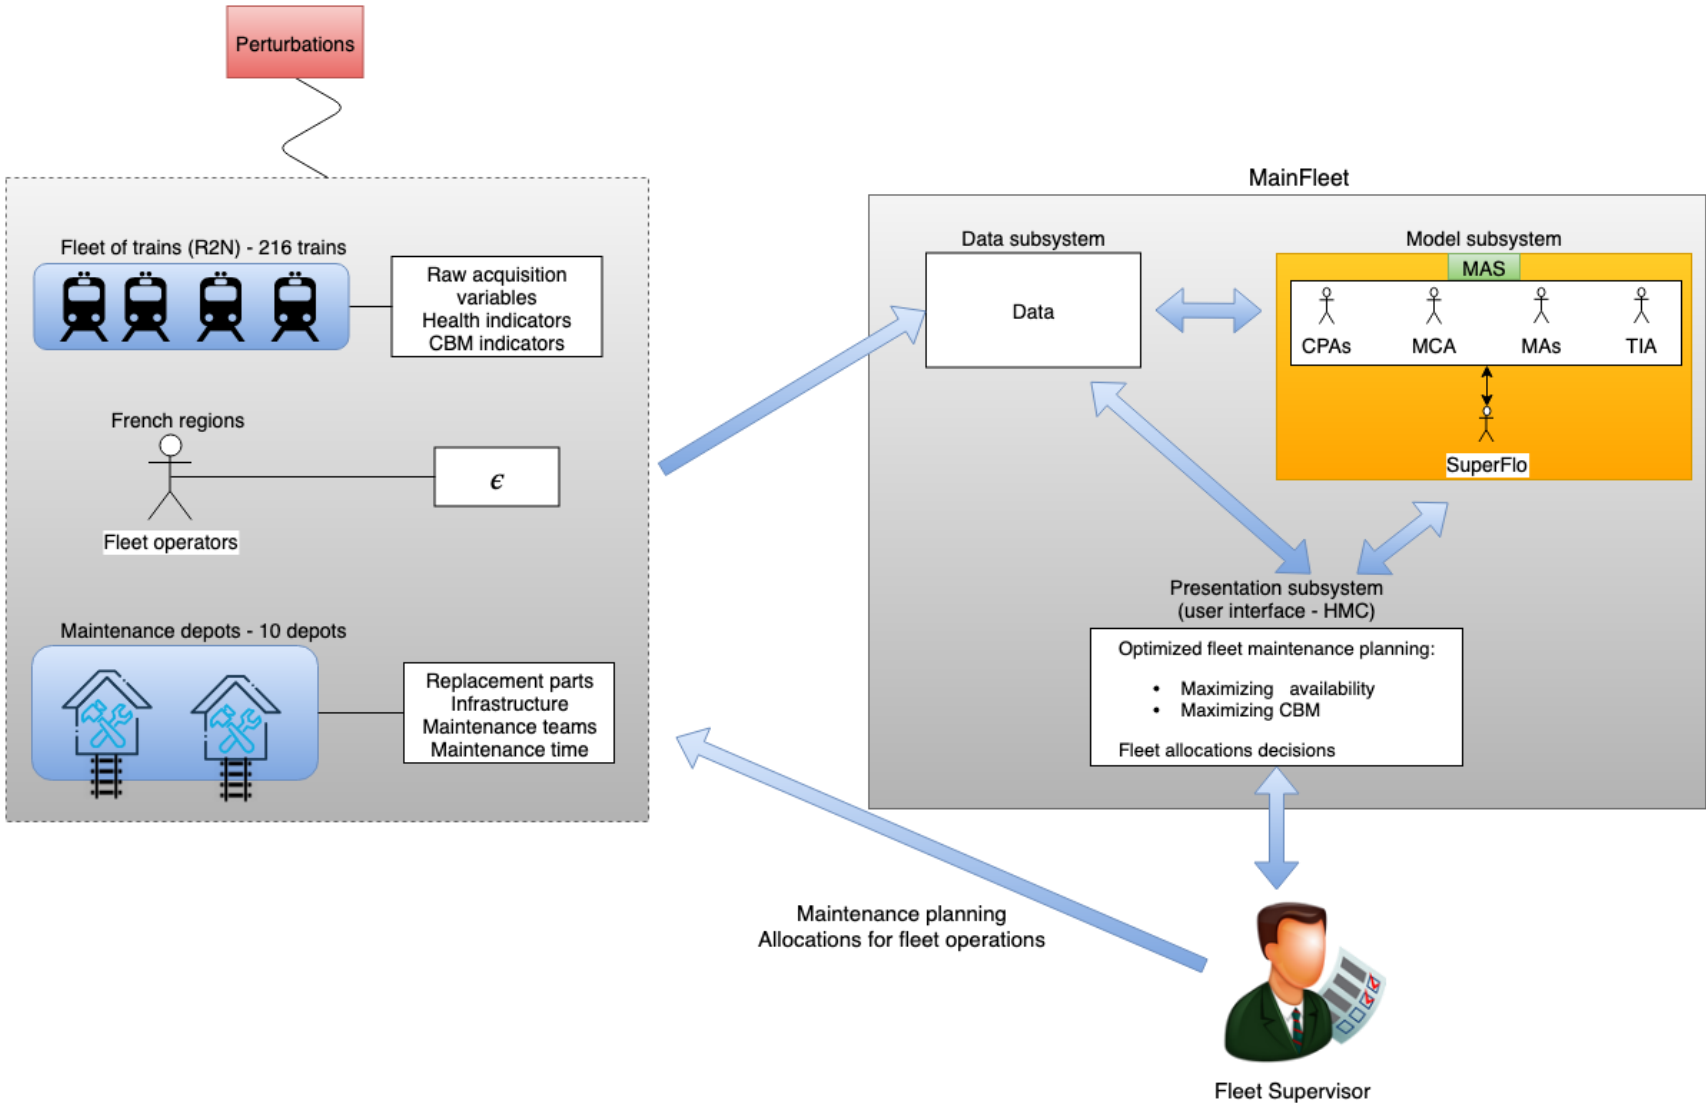 Perturbations
Fleet of trains (R2N) - 216 trains
Raw acquisition
variables
Health indicators
CBM indicators
French regions
ϵ
Fleet operators
Maintenance depots - 10 depots
Replacement parts
Infrastructure
Maintenance teams
Maintenance time
MainFleet
Data subsystem
Data
Model subsystem
MAS
CPAs MCA MAs TIA
SuperFlo
Presentation subsystem
(user interface - HMC)
Optimized fleet maintenance planning:
• Maximizing availability
• Maximizing CBM
Fleet allocations decisions
Maintenance planning
Allocations for fleet operations
Fleet Supervisor